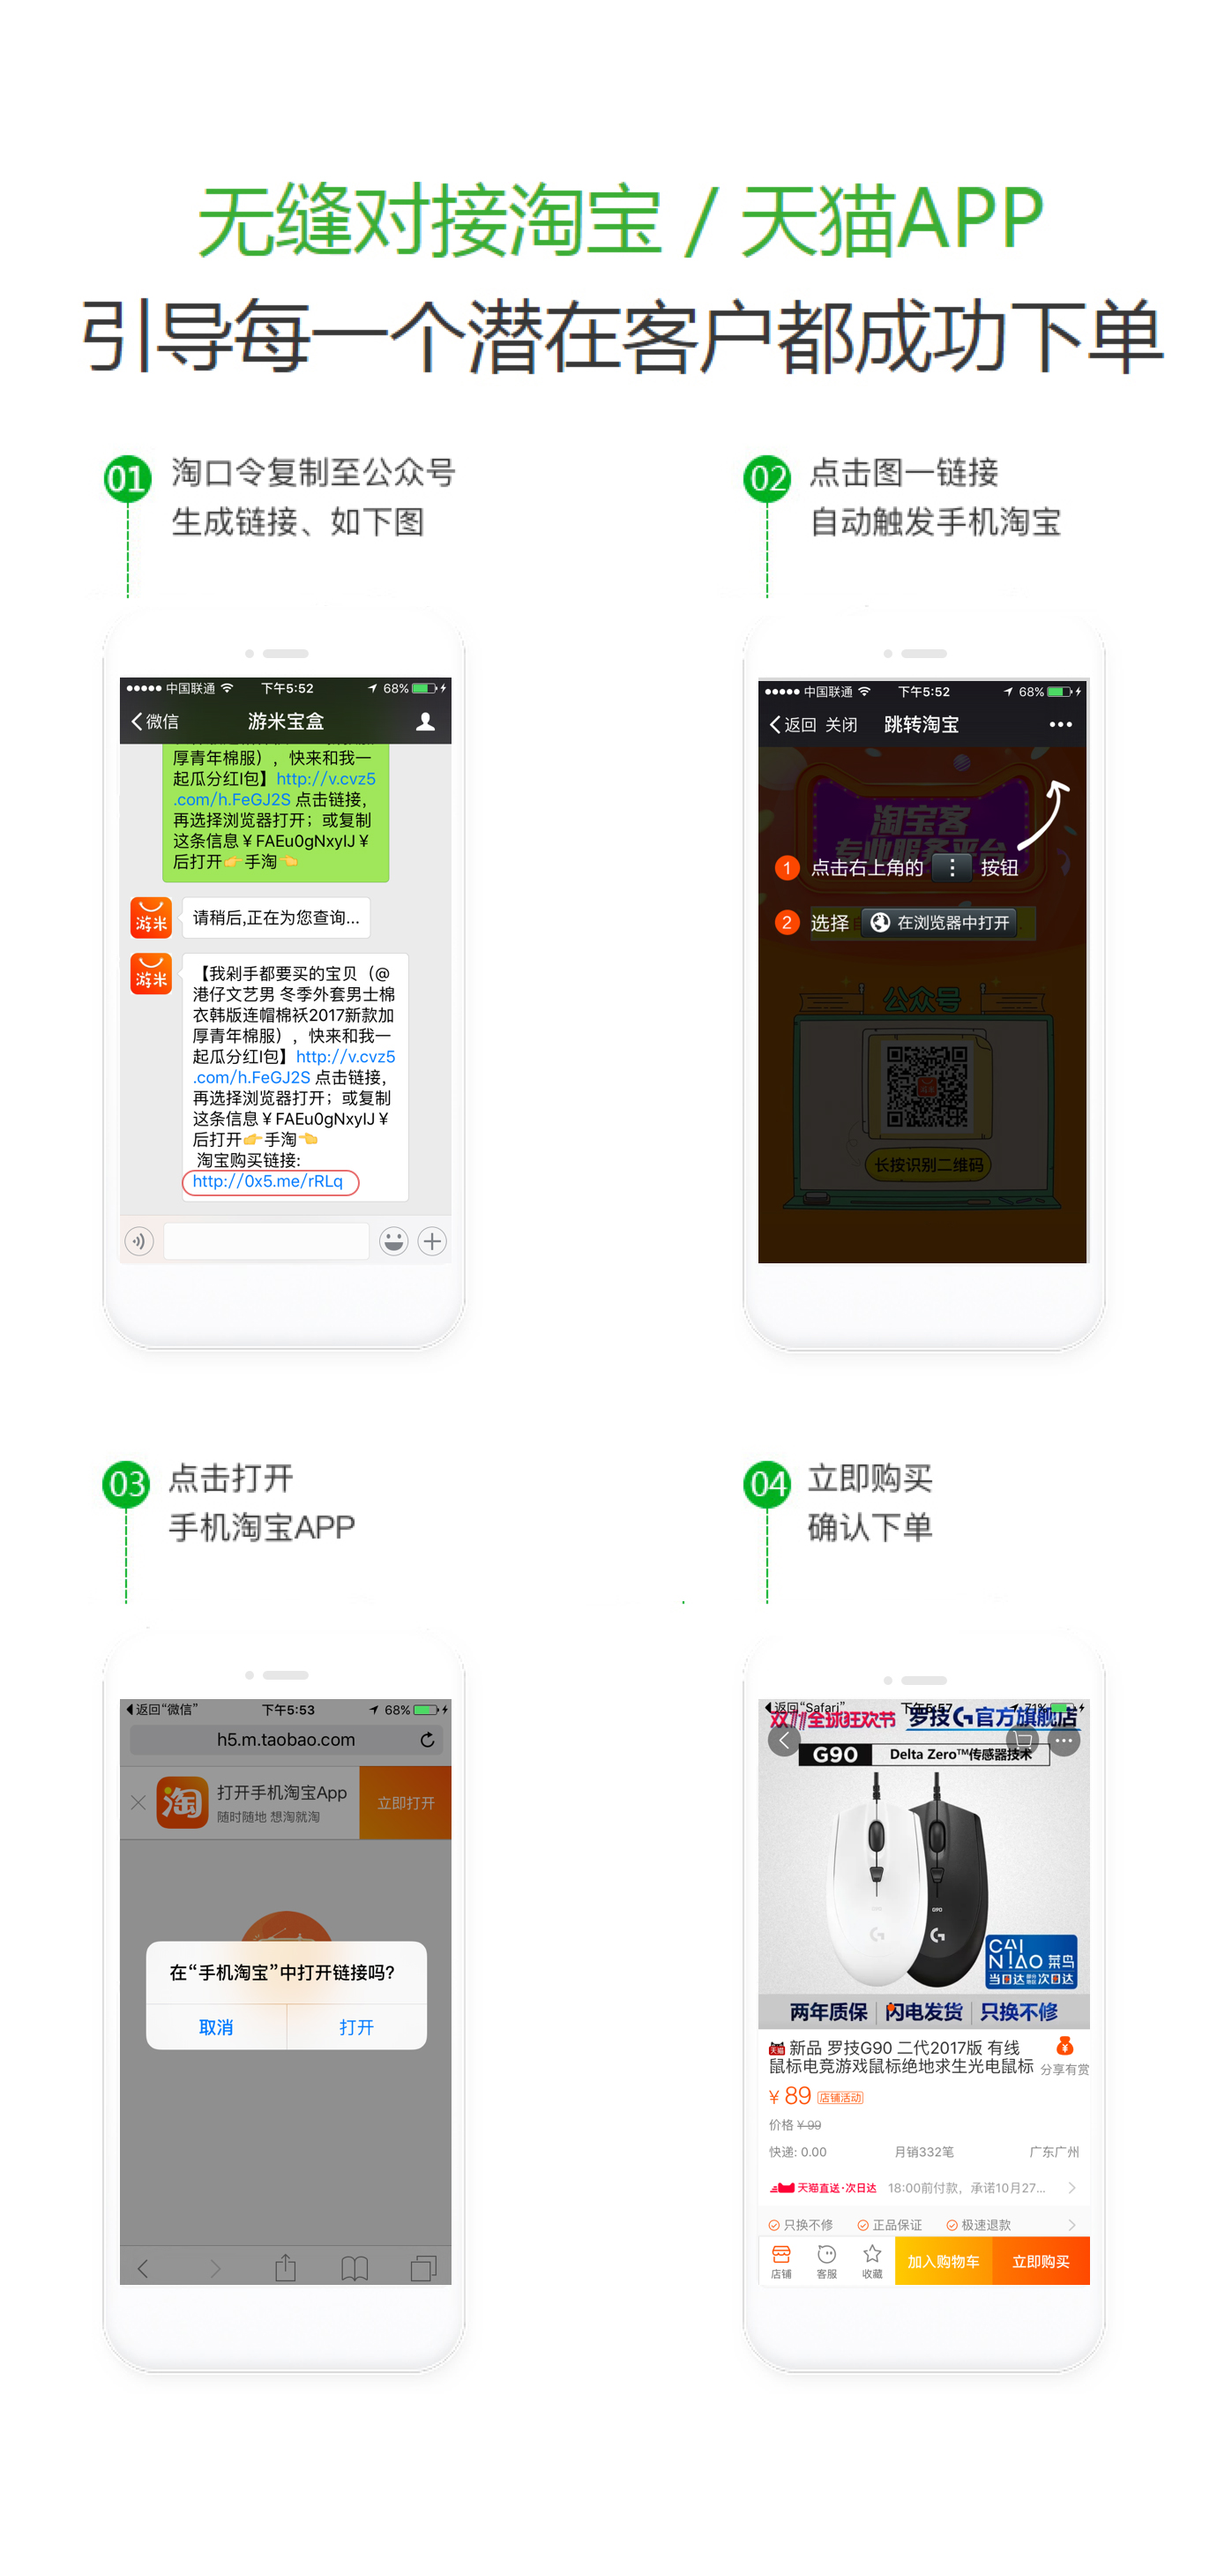 无缝对接淘宝 / 天猫APP
引导每一个潜在客户都成功下单
01 淘口令复制至公众号
生成链接、如下图
中国联通 下午5:52 68%
微信 游米宝盒
厚青年棉服），快来和我一
起瓜分红l包】http://v.cvz5
.com/h.FeGJ2S 点击链接，
再选择浏览器打开；或复制
这条信息￥FAEu0gNxyIJ￥
后打开👉手淘👈
游米 请稍后,正在为您查询...
游米 【我剁手都要买的宝贝（@
港仔文艺男 冬季外套男士棉
衣韩版连帽棉袄2017新款加
厚青年棉服），快来和我一
起瓜分红l包】http://v.cvz5
.com/h.FeGJ2S 点击链接，
再选择浏览器打开；或复制
这条信息￥FAEu0gNxyIJ￥
后打开👉手淘👈
淘宝购买链接:
http://0x5.me/rRLq
02 点击图一链接
自动触发手机淘宝
中国联通 下午5:52 68%
返回 关闭 跳转淘宝
淘宝客
专业服务平台
1 点击右上角的 按钮
2 选择 在浏览器中打开
公众号
长按识别二维码
03 点击打开
手机淘宝APP
返回“微信” 下午5:53 68%
h5.m.taobao.com
淘 打开手机淘宝App
随时随地 想淘就淘
立即打开
在“手机淘宝”中打开链接吗?
取消 打开
04 立即购买
确认下单
返回“Safari” 下午5:57 71%
双11全球狂欢节 罗技G官方旗舰店
G90 Delta Zero™传感器技术
CAINIAO 菜鸟
当日达 次日达
两年质保 闪电发货 只换不修
天猫 新品 罗技G90 二代2017版 有线
鼠标电竞游戏鼠标绝地求生光电鼠标
分享有赏
￥89 店铺活动
价格 ￥99
快递: 0.00 月销332笔 广东广州
天猫直送·次日达 18:00前付款，承诺10月27...
只换不修 正品保证 极速退款
店铺 客服 收藏 加入购物车 立即购买